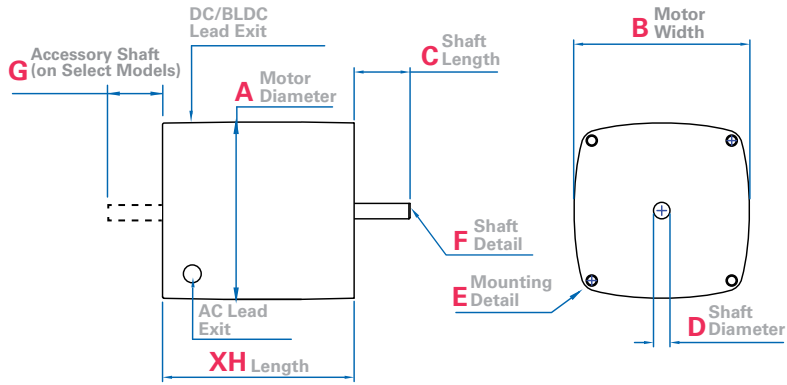 DC/BLDC
Lead Exit
G Accessory Shaft
(on Select Models)
A Motor
Diameter
C Shaft
Length
B Motor
Width
F Shaft
Detail
E Mounting
Detail
D Shaft
Diameter
AC Lead
Exit
XH Length